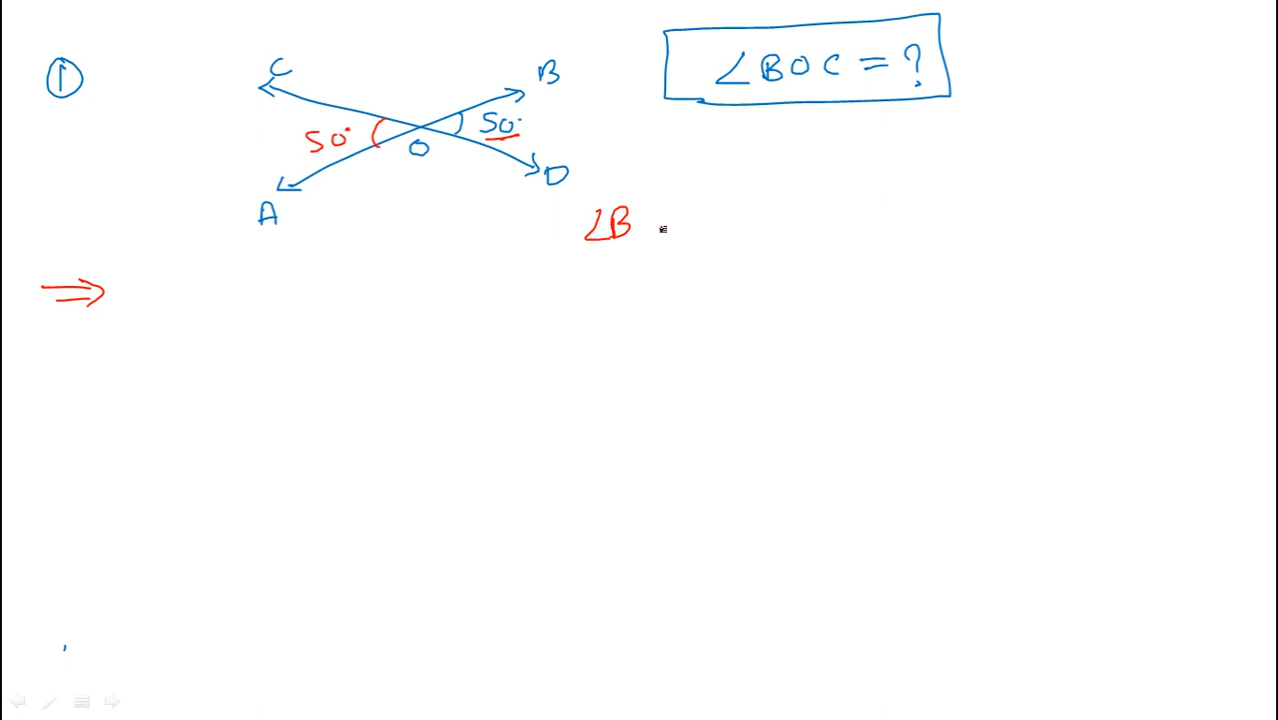 ① ∠BOC = ?
C B
50° 50°
O
D
A
∠B
⇒